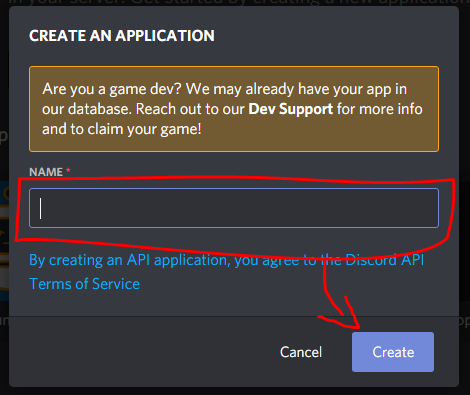 CREATE AN APPLICATION
Are you a game dev? We may already have your app in
our database. Reach out to our Dev Support for more info
and to claim your game!
NAME *
By creating an API application, you agree to the Discord API
Terms of Service
Cancel
Create